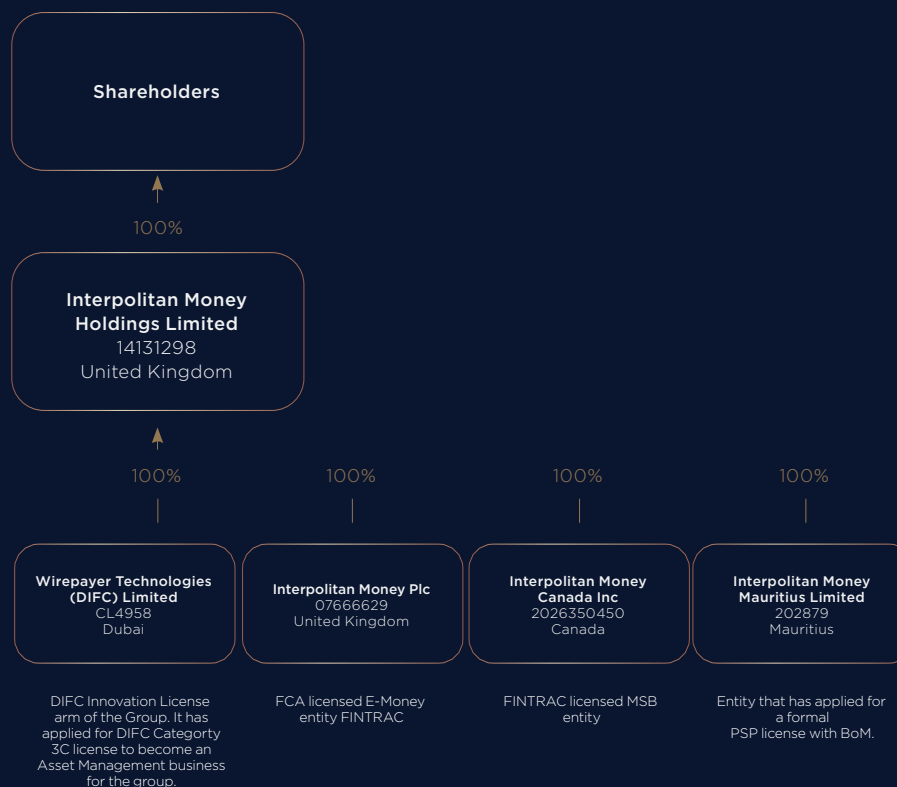 Shareholders
100%
Interpolitan Money
Holdings Limited
14131298
United Kingdom
100%
100%
100%
100%
Wirepayer Technologies
(DIFC) Limited
CL4958
Dubai
Interpolitan Money Plc
07666629
United Kingdom
Interpolitan Money
Canada Inc
2026350450
Canada
Interpolitan Money
Mauritius Limited
202879
Mauritius
DIFC Innovation License
arm of the Group. It has
applied for DIFC Categorty
3C license to become an
Asset Management business
for the group.
FCA licensed E-Money
entity FINTRAC
FINTRAC licensed MSB
entity
Entity that has applied for
a formal
PSP license with BoM.